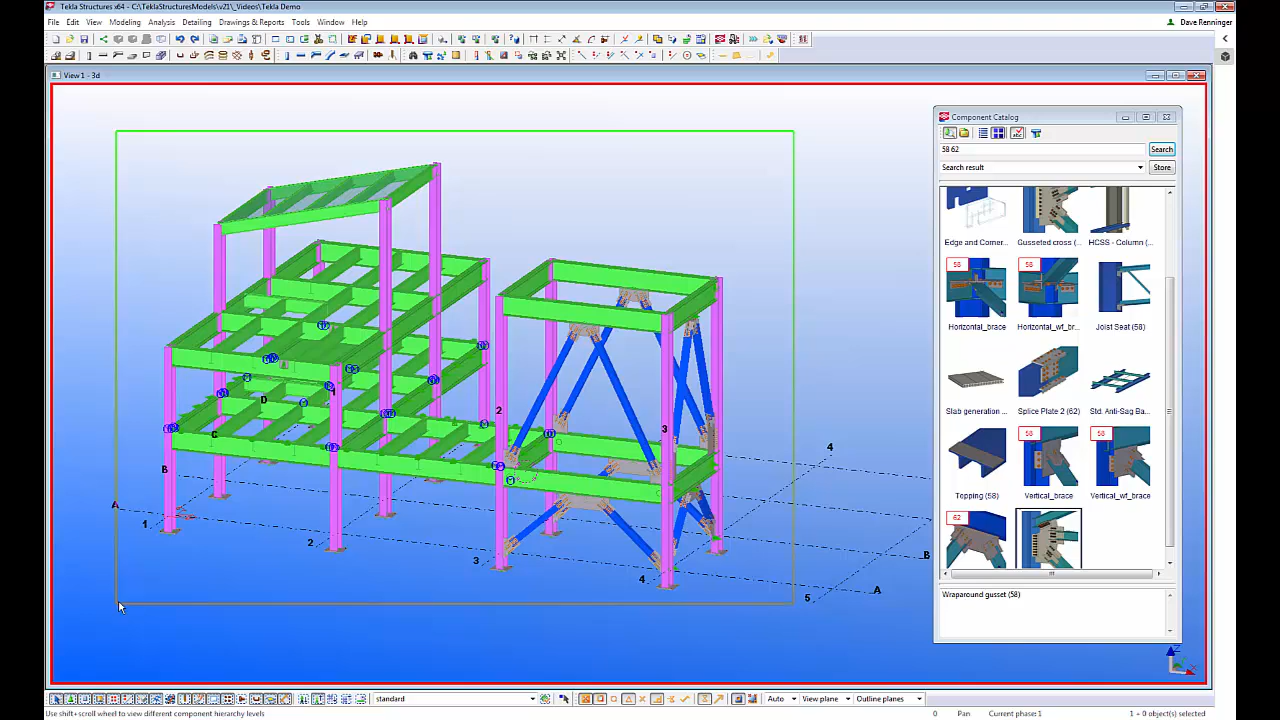 Tekla Structures x64 - C:\TeklaStructuresModels\v21\_Videos\Tekla Demo
File Edit View Modeling Analysis Detailing Drawings & Reports Tools Window Help
Dave Renninger
View 1 - 3d
Component Catalog
58 62
Search
Search result
Store
Edge and Corner...
Gusseted cross (...
HCSS - Column (...
58
58
Horizontal_brace
Horizontal_wf_br...
Joist Seat (58)
Slab generation ...
Splice Plate 2 (62)
Std. Anti-Sag Ba...
58
58
Topping (58)
Vertical_brace
Vertical_wf_brace
62
Wraparound gusset (58)
D
C
B
A
1
2
3
4
5
2
3
4
B
A
Z
standard
Auto
View plane
Outline planes
Use shift+scroll wheel to view different component hierarchy levels
0
Pan
Current phase: 1
1 + 0 object(s) selected